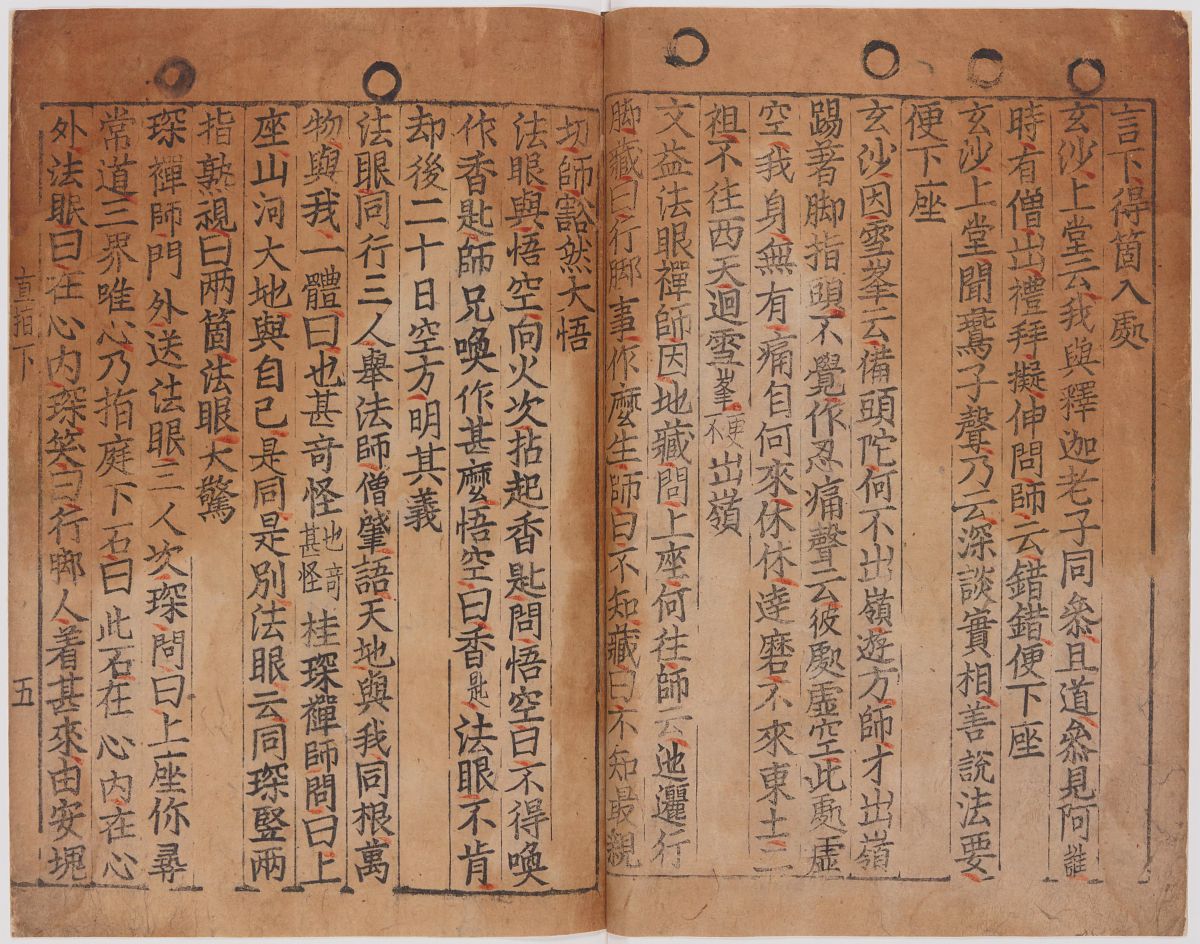 言下得箇入處
玄沙上堂云我與釋迦老子同叅且道叅見阿誰
時有僧出禮拜擬伸問師云錯錯便下座
玄沙上堂聞鷰子聲乃云深談實相善說法要
便下座
玄沙因雪峯云備頭陀何不出嶺遊方師才出嶺
踢著脚指頭不覺作忍痛聲云彼處虛空此處虛
空我身無有痛自何來休休達磨不來東土二
祖不往西天迴雪峯更不出嶺
文益法眼禪師因地藏問上座何往師云迆邐行
脚藏曰行脚事作麽生師曰不知藏曰不知最親
切師豁然大悟
法眼與悟空向火次拈起香匙問悟空曰不得喚
作香匙師兄喚作甚麽悟空曰香匙法眼不肯
却後二十日空方明其義
法眼同行三人舉法師僧肇語天地與我同根萬
物與我一體曰也甚奇怪也奇甚怪桂琛禪師問曰上
座山河大地與自己是同是別法眼云同琛竪兩
指熟視曰兩箇法眼大驚
琛禪師門外送法眼三人次琛問曰上座你尋
常道三界唯心乃指庭下石曰此石在心內在心
外法眼曰在心內琛笑曰行脚人着甚來由安塊
直指下 五